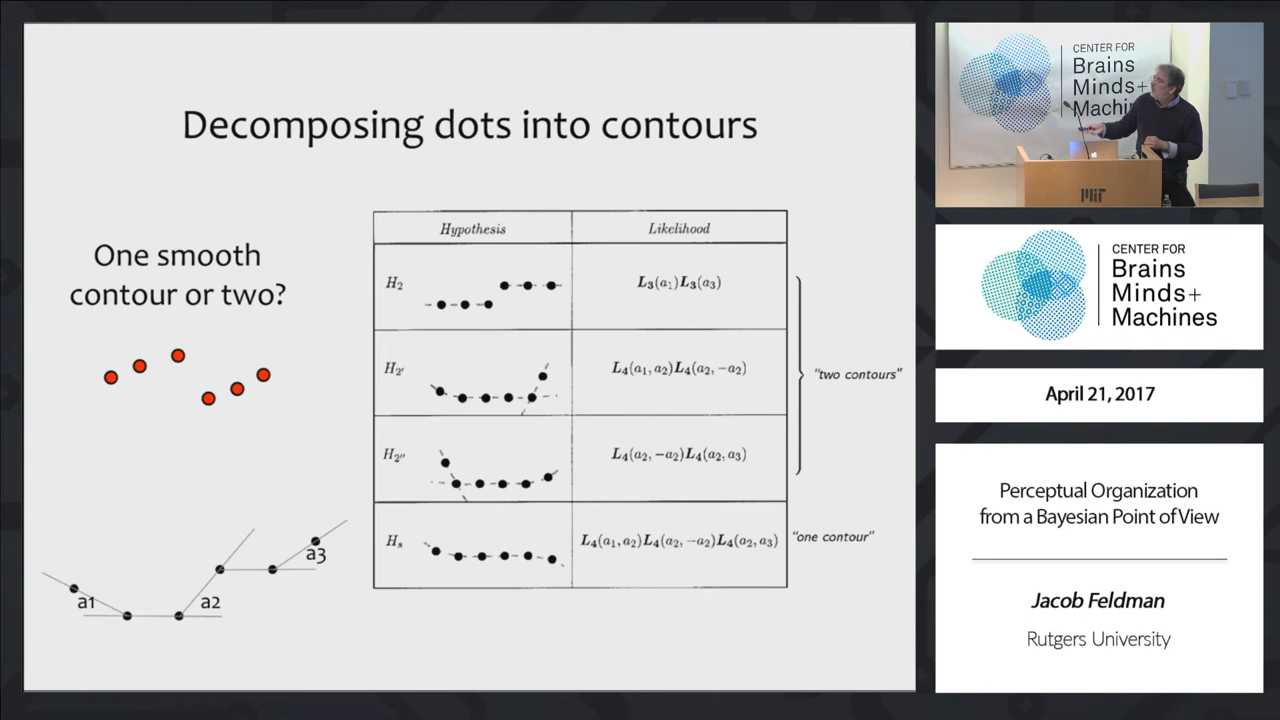 Decomposing dots into contours
One smooth
contour or two?
a1
a2
a3
Hypothesis Likelihood
H₂ L₃(a₁)L₃(a₃)
H₂′ L₄(a₁, a₂)L₄(a₂, −a₂)
H₂″ L₄(a₂, −a₂)L₄(a₂, a₃)
Hₛ L₄(a₁, a₂)L₄(a₂, −a₂)L₄(a₂, a₃)
"two contours"
"one contour"
CENTER FOR
Brains
Minds+
Machin
MIT
CENTER FOR
Brains
Minds+
Machines
April 21, 2017
Perceptual Organization
from a Bayesian Point of View
Jacob Feldman
Rutgers University